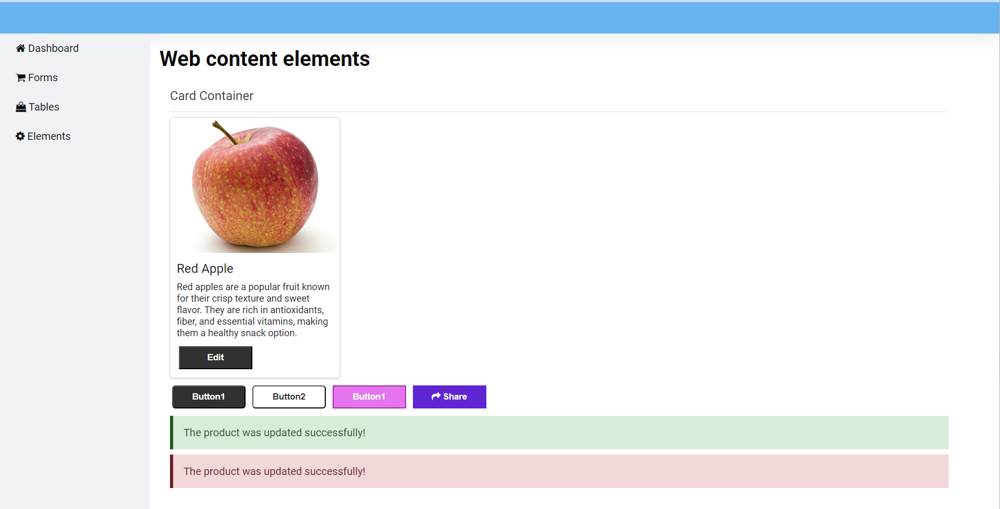 Dashboard
Forms
Tables
Elements
Web content elements
Card Container
Red Apple
Red apples are a popular fruit known
for their crisp texture and sweet
flavor. They are rich in antioxidants,
fiber, and essential vitamins, making
them a healthy snack option.
Edit
Button1
Button2
Button1
Share
The product was updated successfully!
The product was updated successfully!